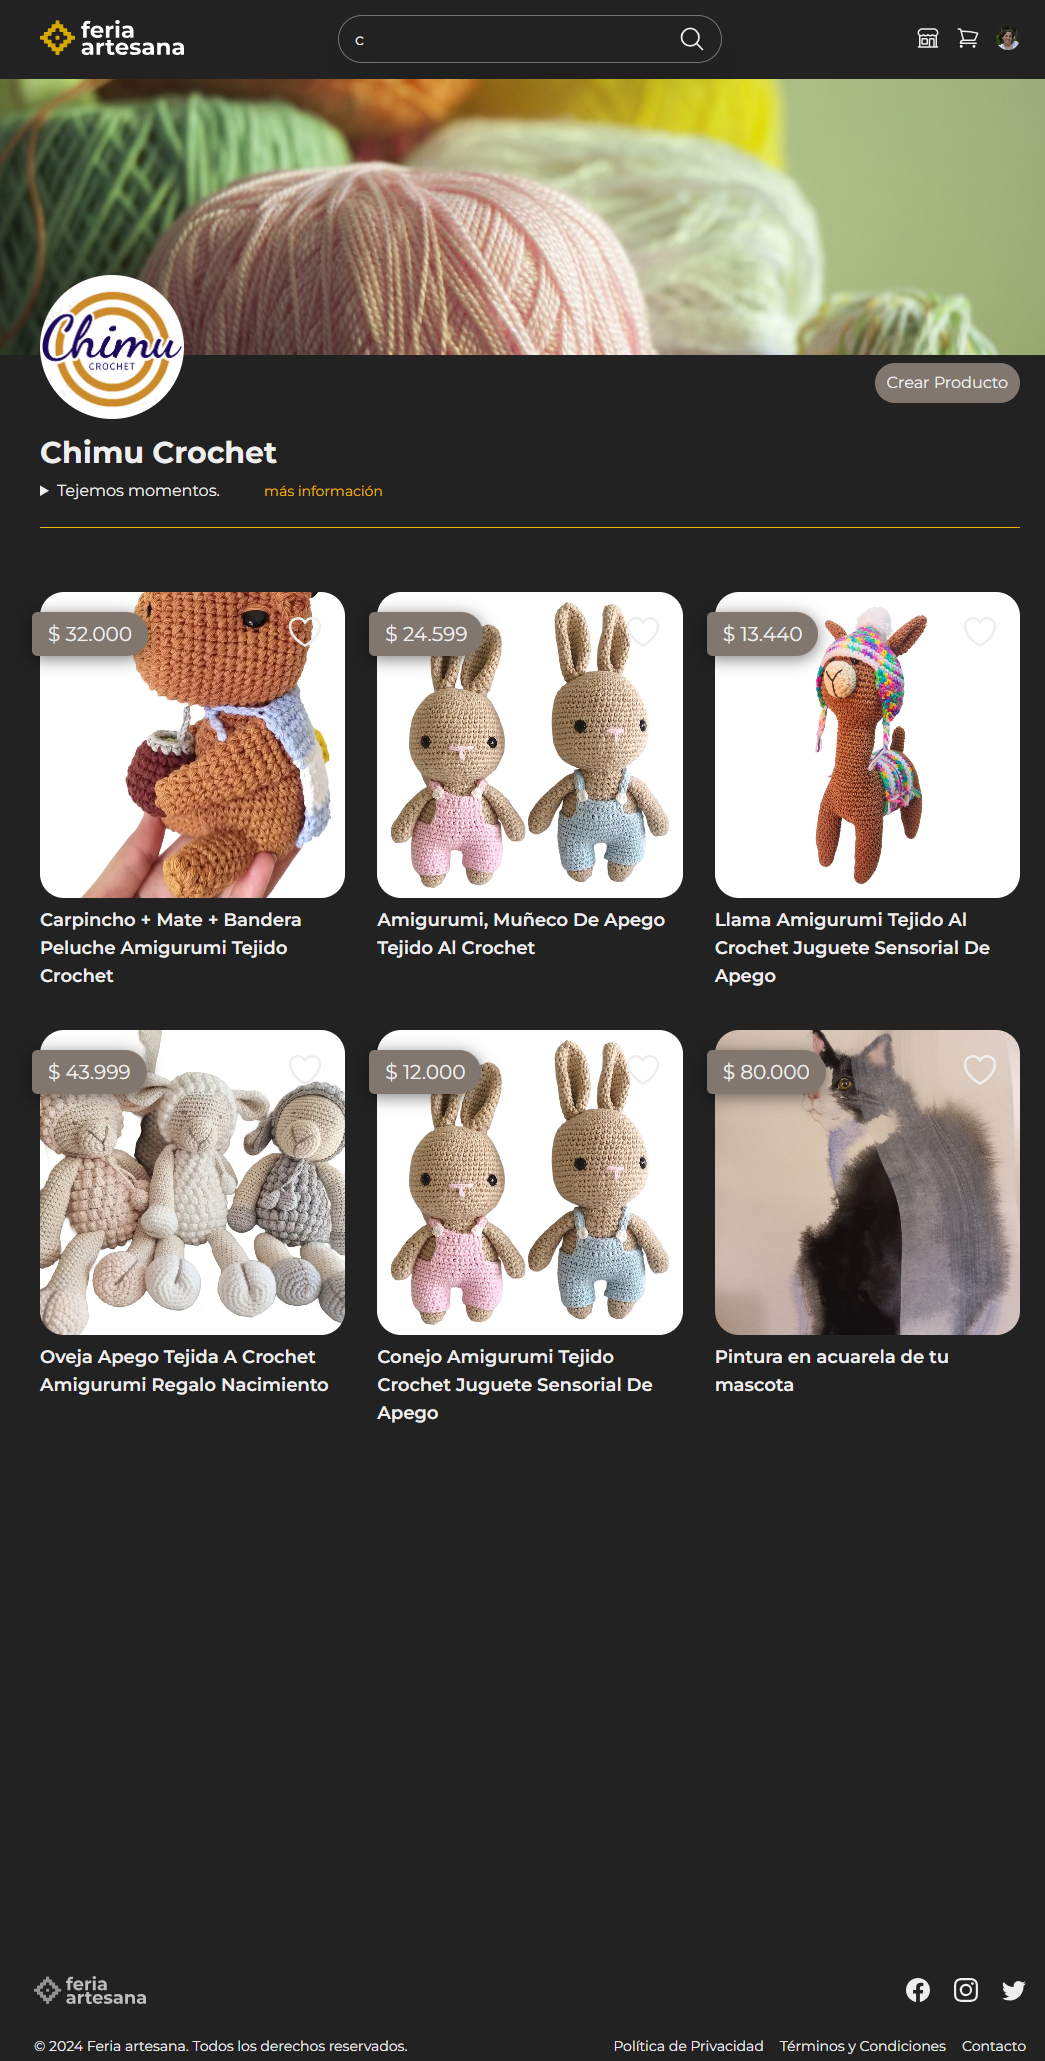 feria
artesana
c
Chimu
CROCHET
Crear Producto
Chimu Crochet
Tejemos momentos. más información
$ 32.000
$ 24.599
$ 13.440
Carpincho + Mate + Bandera
Peluche Amigurumi Tejido
Crochet
Amigurumi, Muñeco De Apego
Tejido Al Crochet
Llama Amigurumi Tejido Al
Crochet Juguete Sensorial De
Apego
$ 43.999
$ 12.000
$ 80.000
Oveja Apego Tejida A Crochet
Amigurumi Regalo Nacimiento
Conejo Amigurumi Tejido
Crochet Juguete Sensorial De
Apego
Pintura en acuarela de tu
mascota
feria
artesana
© 2024 Feria artesana. Todos los derechos reservados.
Política de Privacidad Términos y Condiciones Contacto